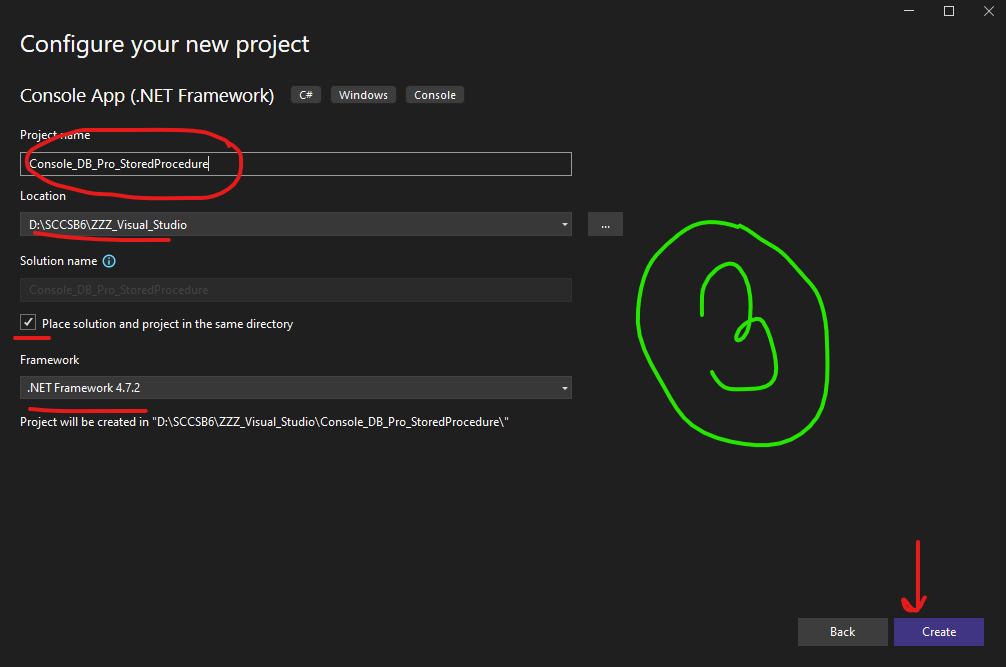 Configure your new project
Console App (.NET Framework) C# Windows Console
Project name
Console_DB_Pro_StoredProcedure
Location
D:\SCCSB6\ZZZ_Visual_Studio
...
Solution name
Console_DB_Pro_StoredProcedure
Place solution and project in the same directory
Framework
.NET Framework 4.7.2
Project will be created in "D:\SCCSB6\ZZZ_Visual_Studio\Console_DB_Pro_StoredProcedure\"
3
Back Create